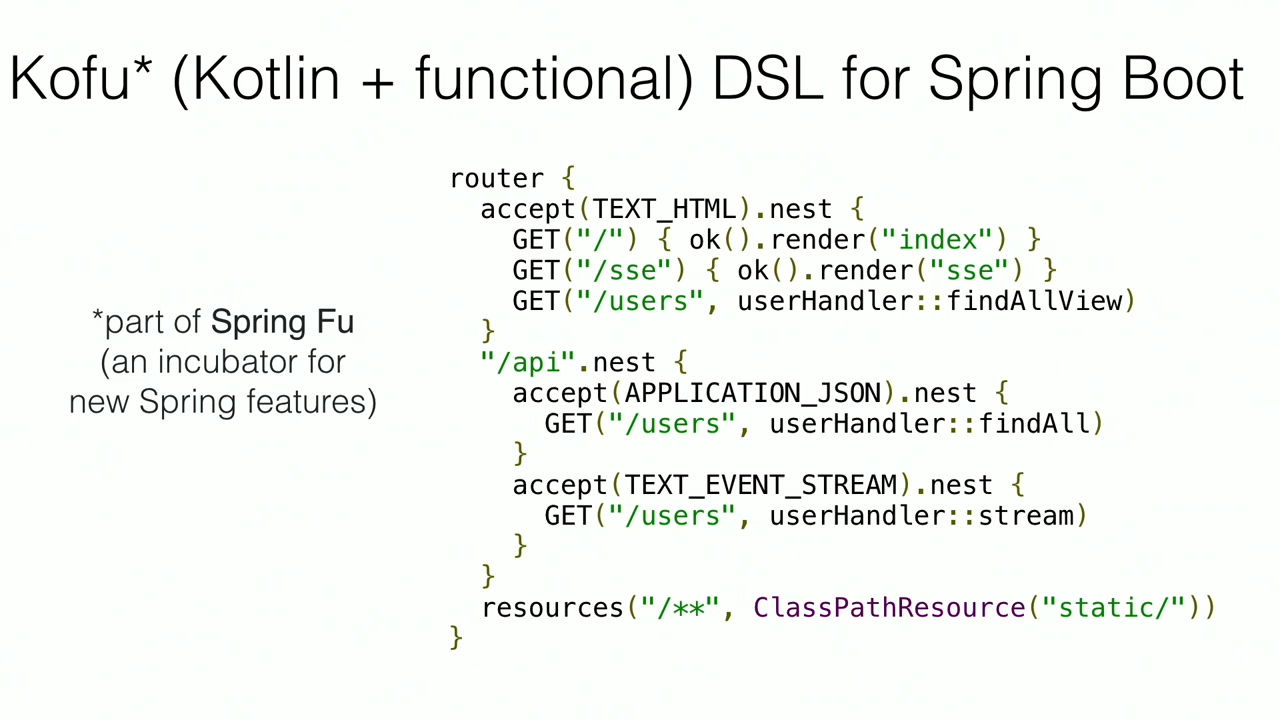 Kofu* (Kotlin + functional) DSL for Spring Boot
*part of Spring Fu
(an incubator for
new Spring features)
router {
  accept(TEXT_HTML).nest {
    GET("/") { ok().render("index") }
    GET("/sse") { ok().render("sse") }
    GET("/users", userHandler::findAllView)
  }
  "/api".nest {
    accept(APPLICATION_JSON).nest {
      GET("/users", userHandler::findAll)
    }
    accept(TEXT_EVENT_STREAM).nest {
      GET("/users", userHandler::stream)
    }
  }
  resources("/**", ClassPathResource("static/"))
}